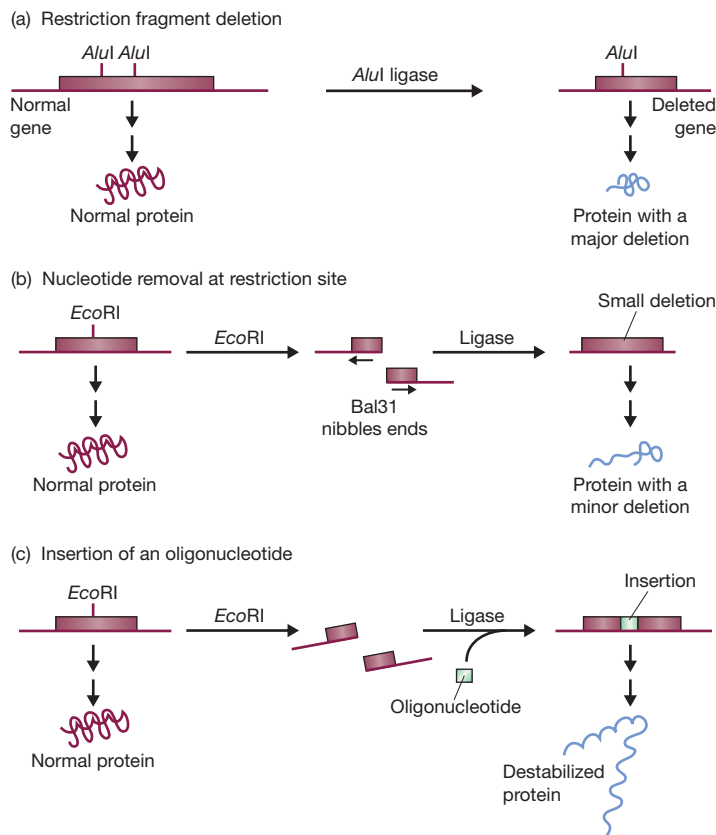 (a) Restriction fragment deletion
AluI AluI
AluI ligase
AluI
Normal
gene
Deleted
gene
Normal protein
Protein with a
major deletion
(b) Nucleotide removal at restriction site
EcoRI
EcoRI
Ligase
Small deletion
Bal31
nibbles ends
Normal protein
Protein with a
minor deletion
(c) Insertion of an oligonucleotide
EcoRI
EcoRI
Ligase
Insertion
Oligonucleotide
Normal protein
Destabilized
protein